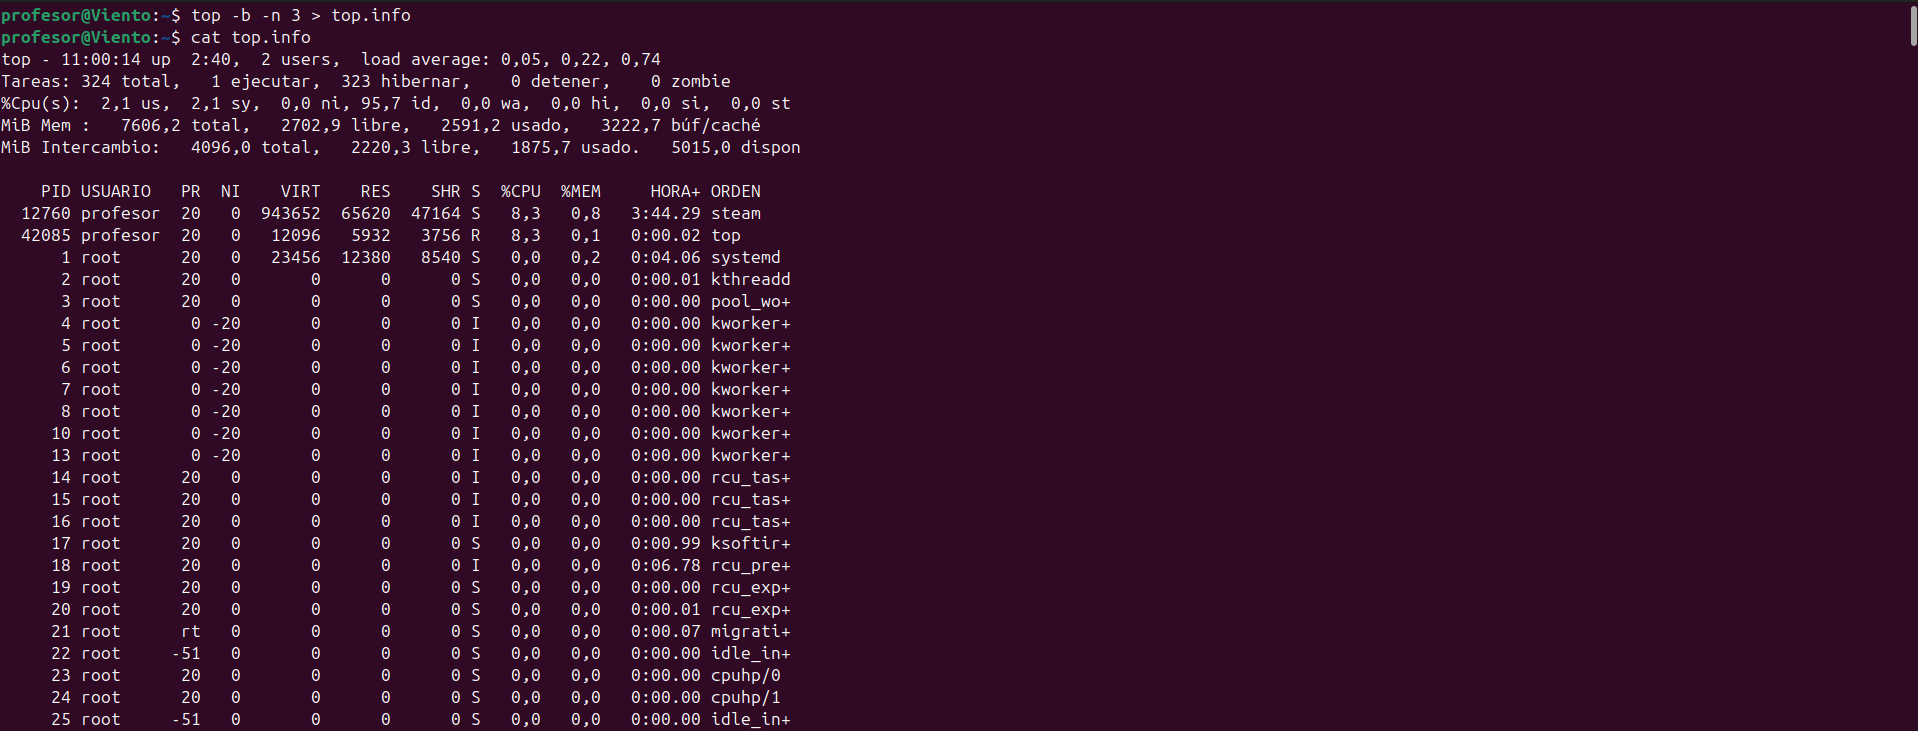 profesor@Viento:~$ top -b -n 3 > top.info
profesor@Viento:~$ cat top.info
top - 11:00:14 up  2:40,  2 users,  load average: 0,05, 0,22, 0,74
Tareas: 324 total,   1 ejecutar,  323 hibernar,    0 detener,    0 zombie
%Cpu(s):  2,1 us,  2,1 sy,  0,0 ni, 95,7 id,  0,0 wa,  0,0 hi,  0,0 si,  0,0 st
MiB Mem :   7606,2 total,   2702,9 libre,   2591,2 usado,   3222,7 búf/caché
MiB Intercambio:   4096,0 total,   2220,3 libre,   1875,7 usado.   5015,0 dispon
    PID USUARIO   PR  NI    VIRT    RES    SHR S  %CPU  %MEM     HORA+ ORDEN
  12760 profesor  20   0  943652  65620  47164 S   8,3   0,8   3:44.29 steam
  42085 profesor  20   0   12096   5932   3756 R   8,3   0,1   0:00.02 top
      1 root      20   0   23456  12380   8540 S   0,0   0,2   0:04.06 systemd
      2 root      20   0       0      0      0 S   0,0   0,0   0:00.01 kthreadd
      3 root      20   0       0      0      0 S   0,0   0,0   0:00.00 pool_wo+
      4 root       0 -20       0      0      0 I   0,0   0,0   0:00.00 kworker+
      5 root       0 -20       0      0      0 I   0,0   0,0   0:00.00 kworker+
      6 root       0 -20       0      0      0 I   0,0   0,0   0:00.00 kworker+
      7 root       0 -20       0      0      0 I   0,0   0,0   0:00.00 kworker+
      8 root       0 -20       0      0      0 I   0,0   0,0   0:00.00 kworker+
     10 root       0 -20       0      0      0 I   0,0   0,0   0:00.00 kworker+
     13 root       0 -20       0      0      0 I   0,0   0,0   0:00.00 kworker+
     14 root      20   0       0      0      0 I   0,0   0,0   0:00.00 rcu_tas+
     15 root      20   0       0      0      0 I   0,0   0,0   0:00.00 rcu_tas+
     16 root      20   0       0      0      0 I   0,0   0,0   0:00.00 rcu_tas+
     17 root      20   0       0      0      0 S   0,0   0,0   0:00.99 ksoftir+
     18 root      20   0       0      0      0 I   0,0   0,0   0:06.78 rcu_pre+
     19 root      20   0       0      0      0 S   0,0   0,0   0:00.00 rcu_exp+
     20 root      20   0       0      0      0 S   0,0   0,0   0:00.01 rcu_exp+
     21 root      rt   0       0      0      0 S   0,0   0,0   0:00.07 migrati+
     22 root     -51   0       0      0      0 S   0,0   0,0   0:00.00 idle_in+
     23 root      20   0       0      0      0 S   0,0   0,0   0:00.00 cpuhp/0
     24 root      20   0       0      0      0 S   0,0   0,0   0:00.00 cpuhp/1
     25 root     -51   0       0      0      0 S   0,0   0,0   0:00.00 idle_in+